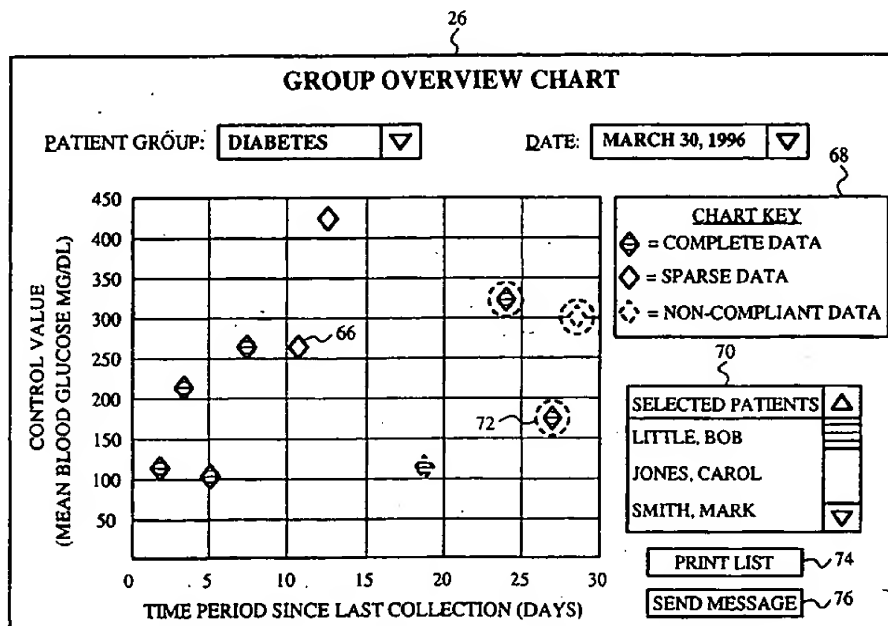 26
GROUP OVERVIEW CHART
PATIENT GROUP: DIABETES
DATE: MARCH 30, 1996
68
CHART KEY
= COMPLETE DATA
= SPARSE DATA
= NON-COMPLIANT DATA
CONTROL VALUE
(MEAN BLOOD GLUCOSE MG/DL)
450
400
350
300
250
200
150
100
50
66
72
0 5 10 15 20 25 30
TIME PERIOD SINCE LAST COLLECTION (DAYS)
70
SELECTED PATIENTS
LITTLE, BOB
JONES, CAROL
SMITH, MARK
PRINT LIST 74
SEND MESSAGE 76